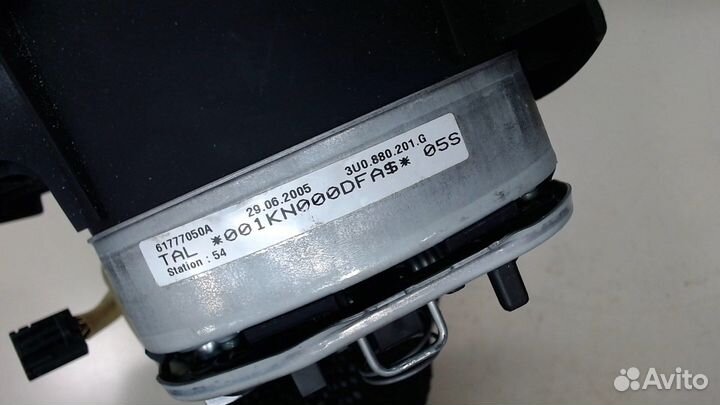 61777050A 29.06.2005 3U0.880.201.G
TAL *001KN000DFA$* 05S
Station : 54
Avito